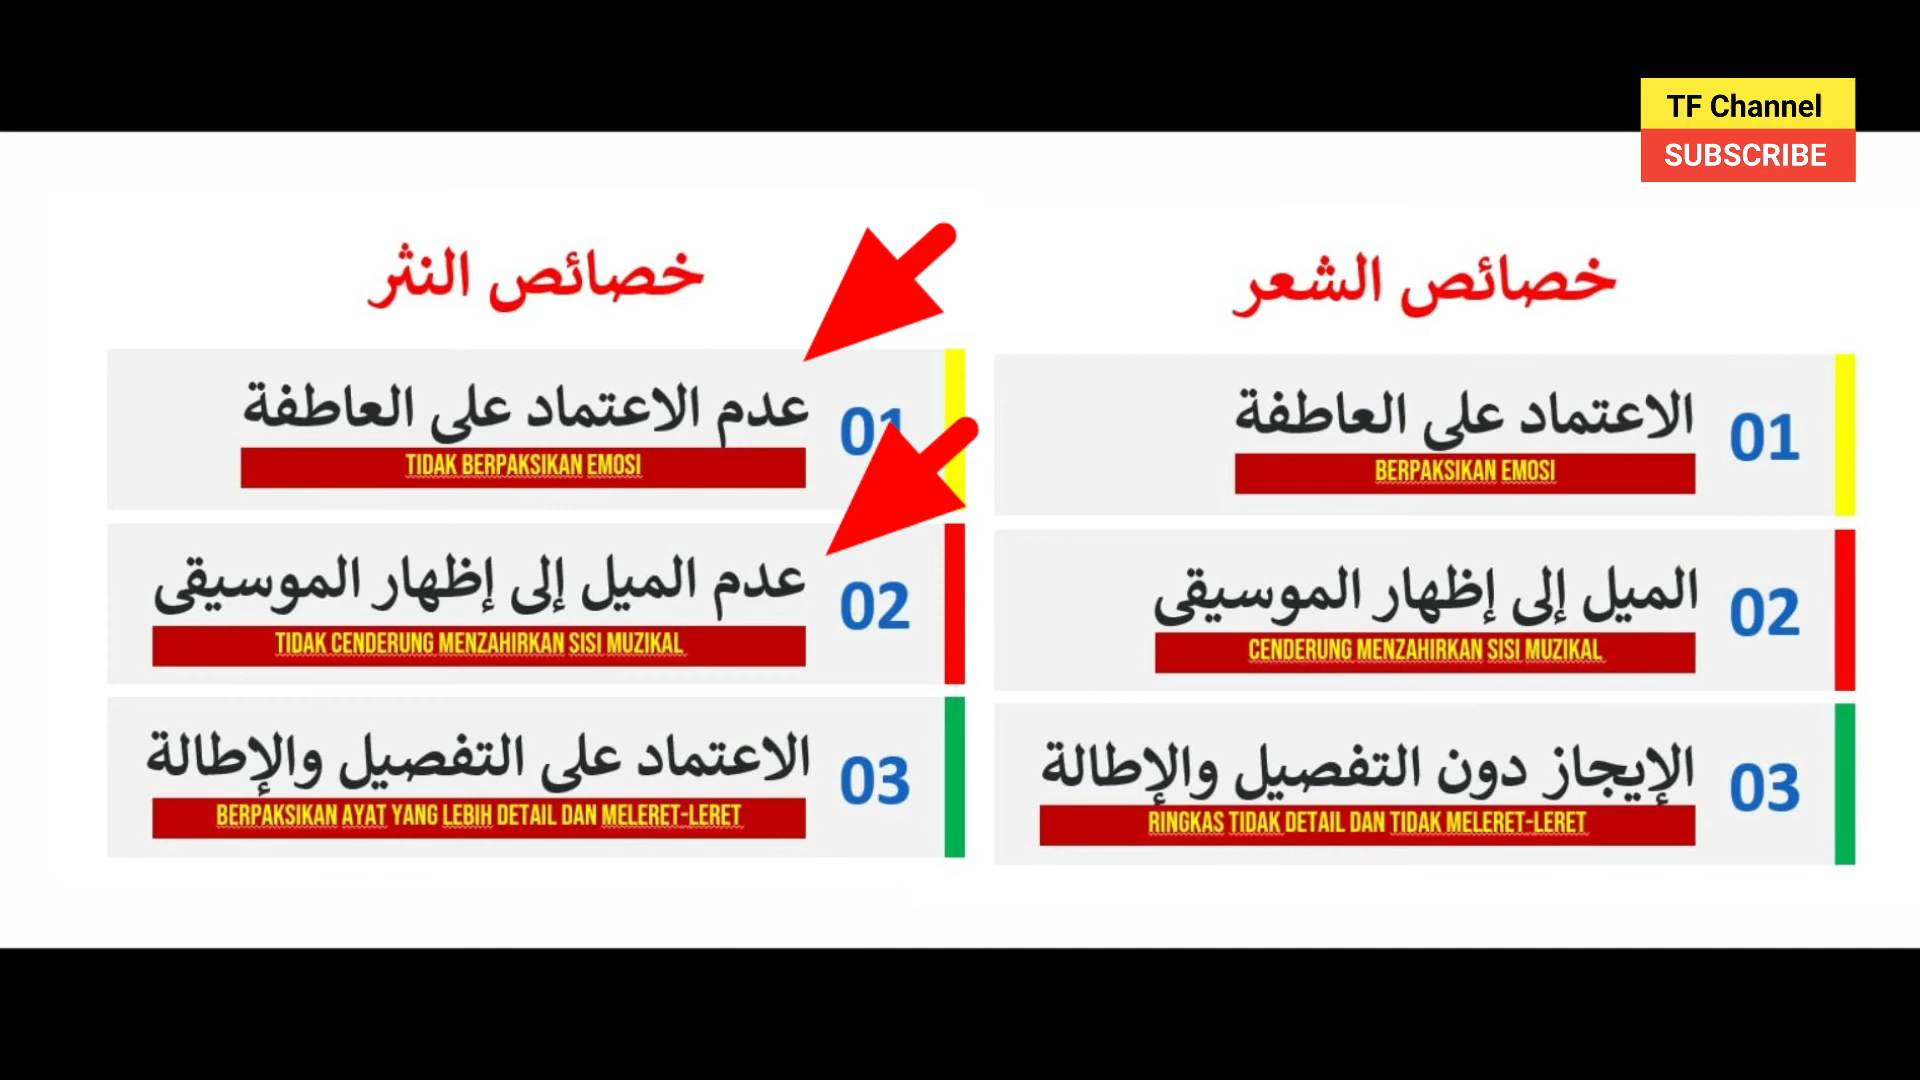 TF Channel
SUBSCRIBE
خصائص الشعر
01 الاعتماد على العاطفة
BERPAKSIKAN EMOSI
02 الميل إلى إظهار الموسيقى
CENDERUNG MENZAHIRKAN SISI MUZIKAL
03 الإيجاز دون التفصيل والإطالة
RINGKAS TIDAK DETAIL DAN TIDAK MELERET-LERET
خصائص النثر
01 عدم الاعتماد على العاطفة
TIDAK BERPAKSIKAN EMOSI
02 عدم الميل إلى إظهار الموسيقى
TIDAK CENDERUNG MENZAHIRKAN SISI MUZIKAL
03 الاعتماد على التفصيل والإطالة
BERPAKSIKAN AYAT YANG LEBIH DETAIL DAN MELERET-LERET